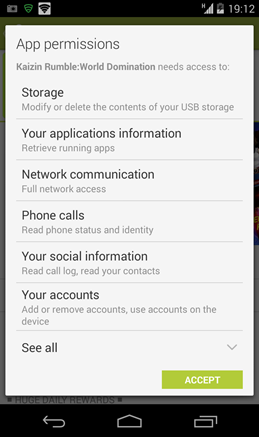 19:12
App permissions
Kaizin Rumble:World Domination needs access to:
Storage
Modify or delete the contents of your USB storage
Your applications information
Retrieve running apps
Network communication
Full network access
Phone calls
Read phone status and identity
Your social information
Read call log, read your contacts
Your accounts
Add or remove accounts, use accounts on the
device
See all
ACCEPT
HUGE DAILY REWARDS